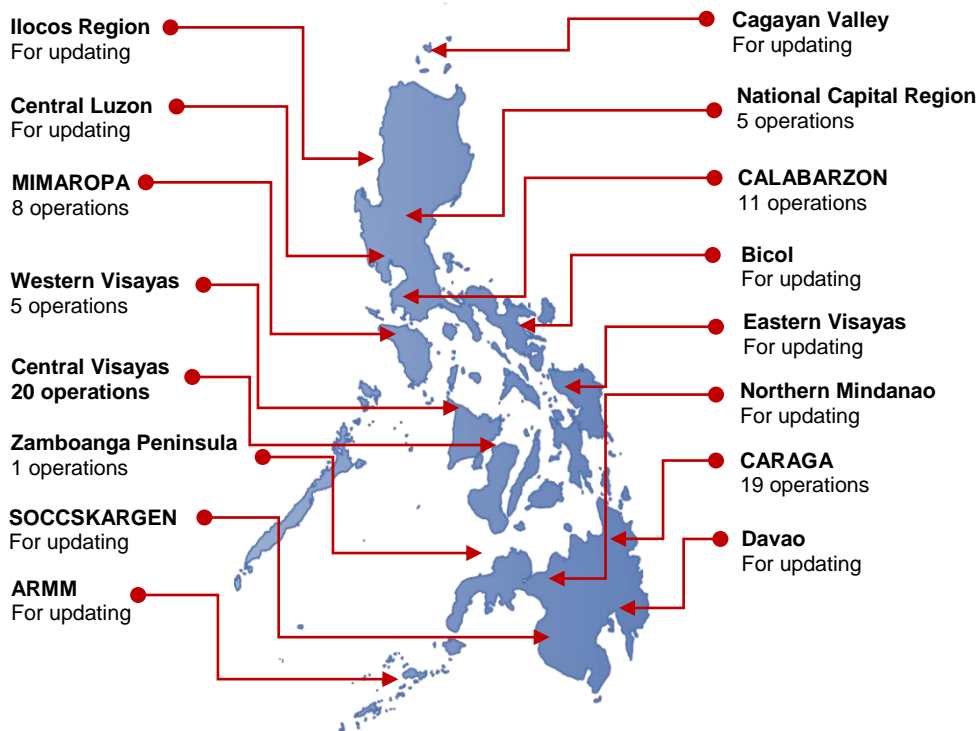 Ilocos Region
For updating
Central Luzon
For updating
MIMAROPA
8 operations
Western Visayas
5 operations
Central Visayas
20 operations
Zamboanga Peninsula
1 operations
SOCCSKARGEN
For updating
ARMM
For updating
Cagayan Valley
For updating
National Capital Region
5 operations
CALABARZON
11 operations
Bicol
For updating
Eastern Visayas
For updating
Northern Mindanao
For updating
CARAGA
19 operations
Davao
For updating